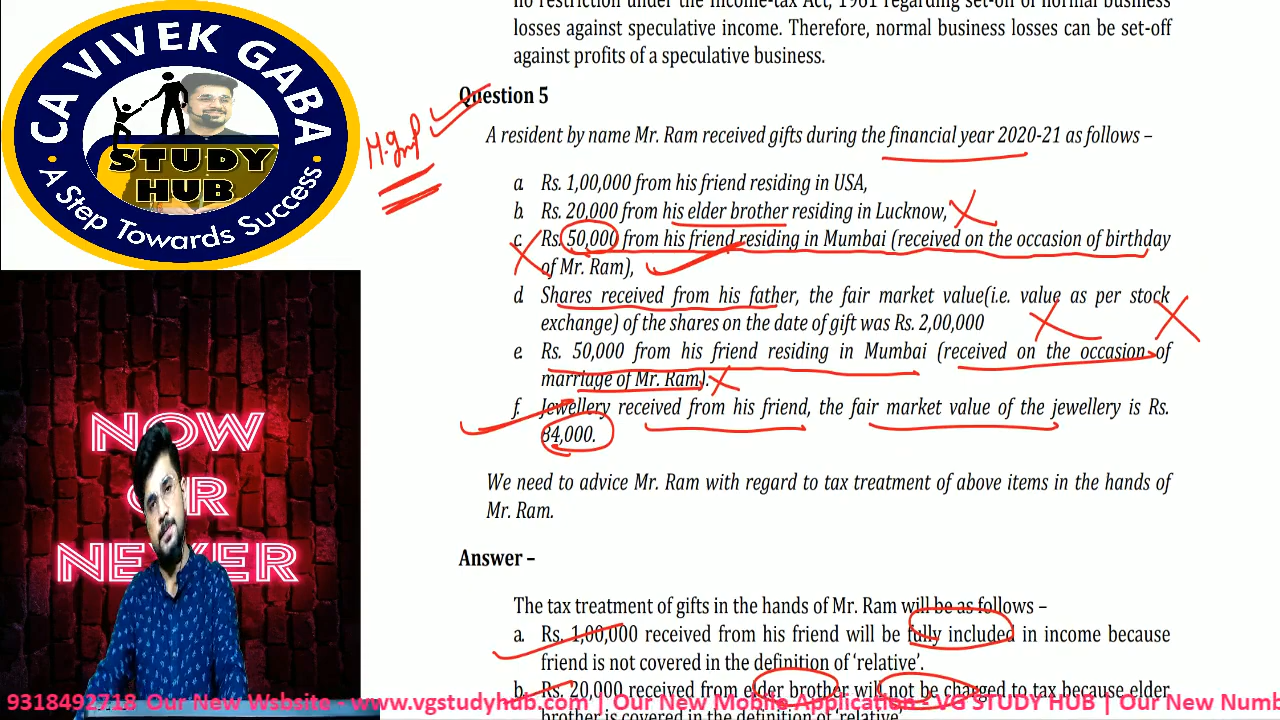 CA VIVEK GABA
STUDY
HUB
A Step Towards Success
NOW
OR
NEVER
M. Imp
no restriction under the Income-tax Act, 1961 regarding set-off of normal business
losses against speculative income. Therefore, normal business losses can be set-off
against profits of a speculative business.
Question 5
A resident by name Mr. Ram received gifts during the financial year 2020-21 as follows –
a. Rs. 1,00,000 from his friend residing in USA,
b. Rs. 20,000 from his elder brother residing in Lucknow,
c. Rs. 50,000 from his friend residing in Mumbai (received on the occasion of birthday
of Mr. Ram),
d. Shares received from his father, the fair market value(i.e. value as per stock
exchange) of the shares on the date of gift was Rs. 2,00,000
e. Rs. 50,000 from his friend residing in Mumbai (received on the occasion of
marriage of Mr. Ram).
f. Jewellery received from his friend, the fair market value of the jewellery is Rs.
84,000.
We need to advice Mr. Ram with regard to tax treatment of above items in the hands of
Mr. Ram.
Answer –
The tax treatment of gifts in the hands of Mr. Ram will be as follows –
a. Rs. 1,00,000 received from his friend will be fully included in income because
friend is not covered in the definition of 'relative'.
b. Rs. 20,000 received from elder brother will not be charged to tax because elder
brother is covered in the definition of 'relative'
9318492718 Our New Website - www.vgstudyhub.com | Our New Mobile Application - VG STUDY HUB | Our New Numb